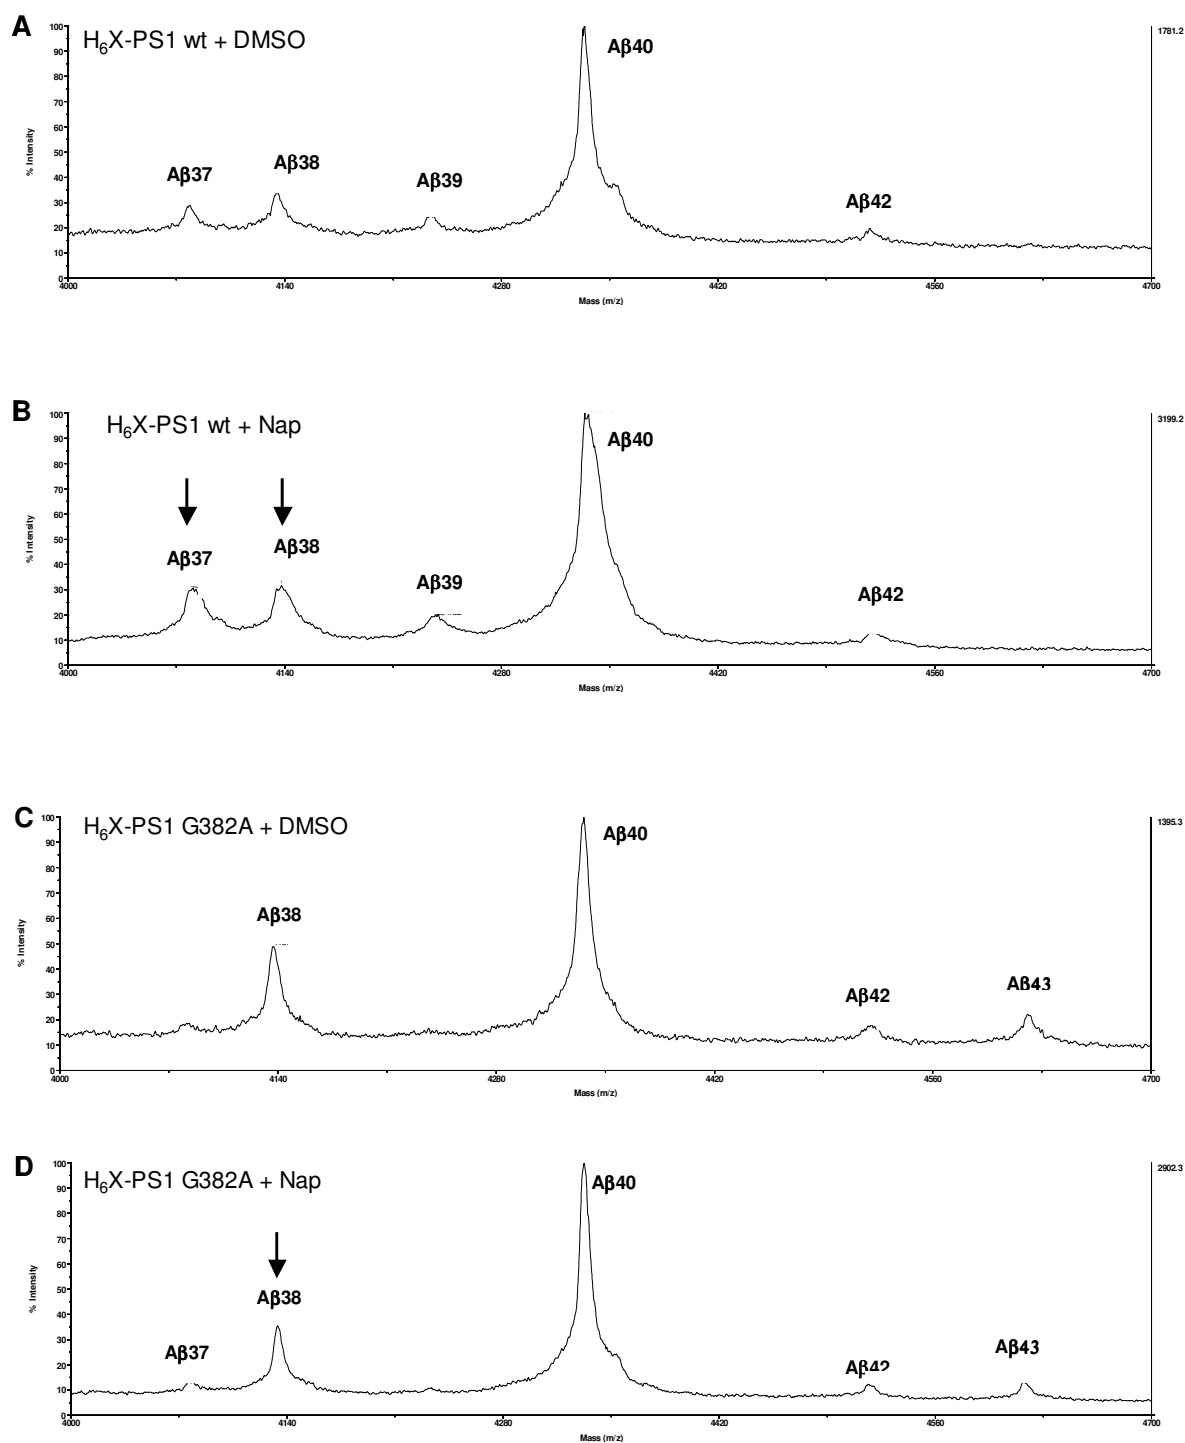 A
H₆X-PS1 wt + DMSO
1781.2
% Intensity
100
90
80
70
60
50
40
30
20
10
0
Aβ37
Aβ38
Aβ39
Aβ40
Aβ42
4000
4140
4280
4420
4560
4700
Mass (m/z)
B
H₆X-PS1 wt + Nap
3199.2
% Intensity
100
90
80
70
60
50
40
30
20
10
0
Aβ37
Aβ38
Aβ39
Aβ40
Aβ42
4000
4140
4280
4420
4560
4700
Mass (m/z)
C
H₆X-PS1 G382A + DMSO
1395.3
% Intensity
100
90
80
70
60
50
40
30
20
10
0
Aβ38
Aβ40
Aβ42
Aβ43
4000
4140
4280
4420
4560
4700
Mass (m/z)
D
H₆X-PS1 G382A + Nap
2902.3
% Intensity
100
90
80
70
60
50
40
30
20
10
0
Aβ37
Aβ38
Aβ40
Aβ42
Aβ43
4000
4140
4280
4420
4560
4700
Mass (m/z)